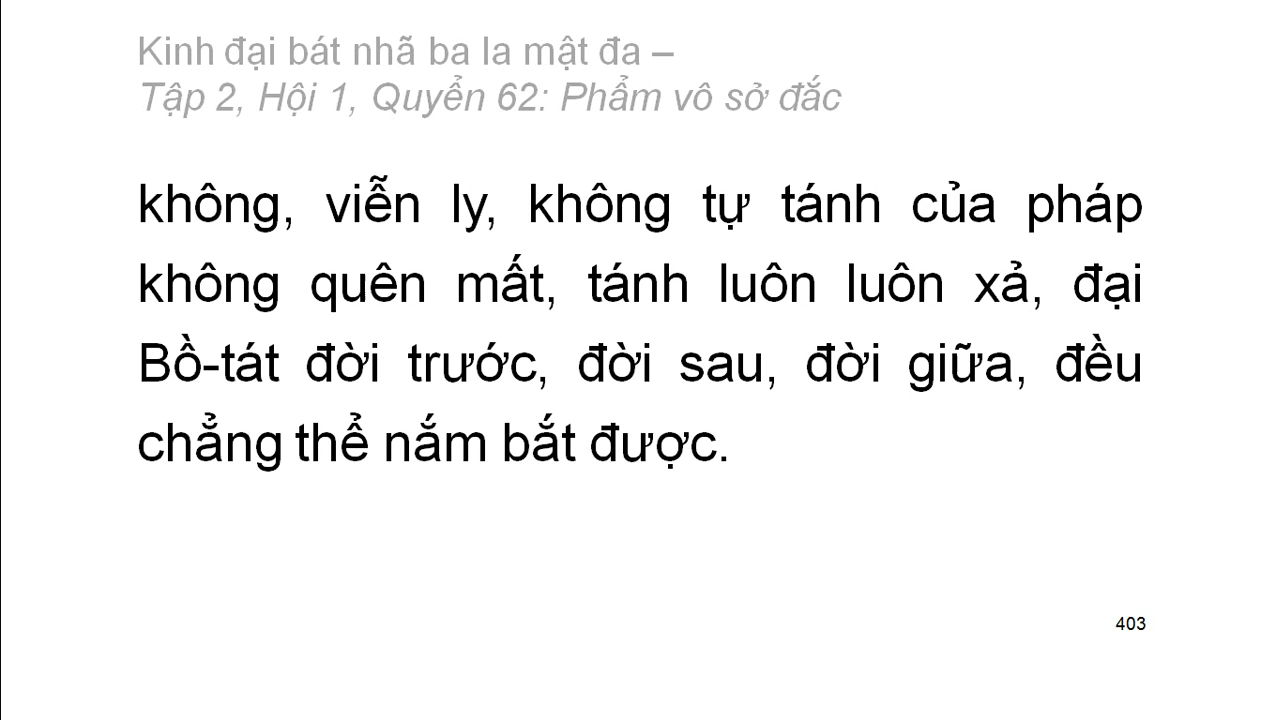 Kinh đại bát nhã ba la mật đa –
Tập 2, Hội 1, Quyển 62: Phẩm vô sở đắc
không, viễn ly, không tự tánh của pháp
không quên mất, tánh luôn luôn xả, đại
Bồ-tát đời trước, đời sau, đời giữa, đều
chẳng thể nắm bắt được.
403